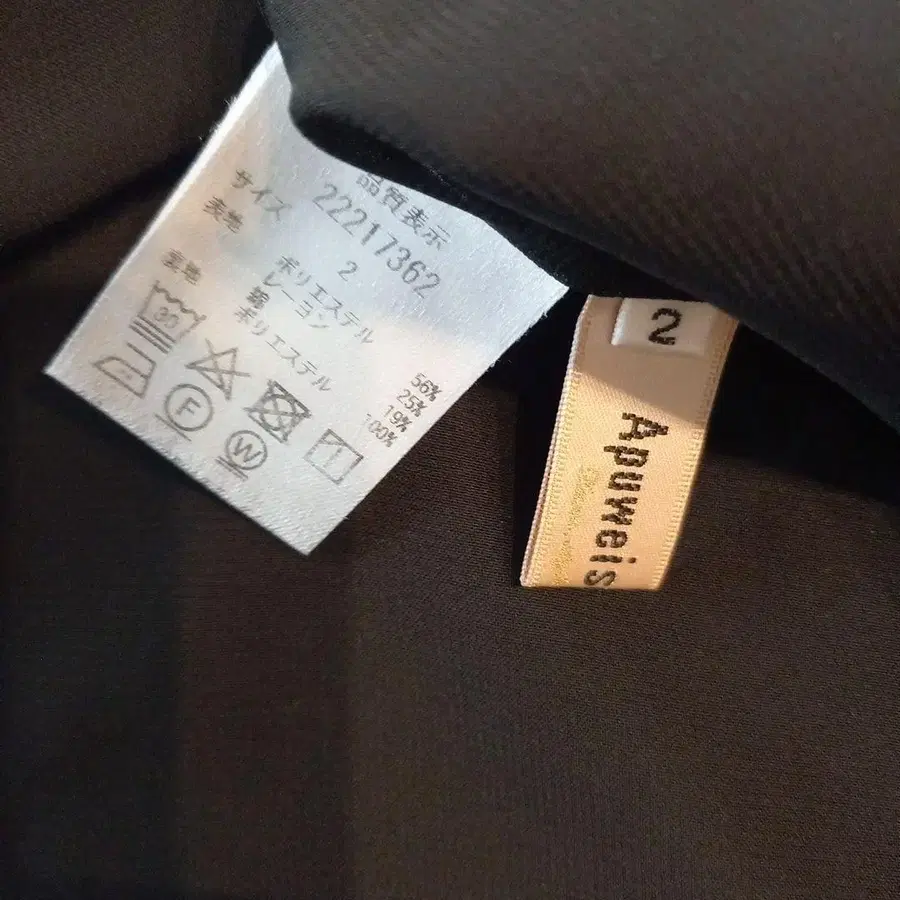 品質表示
22217362
サイズ 2
表地 ポリエステル 56%
レーヨン 25%
綿 19%
裏地 ポリエステル 100%
30
F
W
2
Apuweis